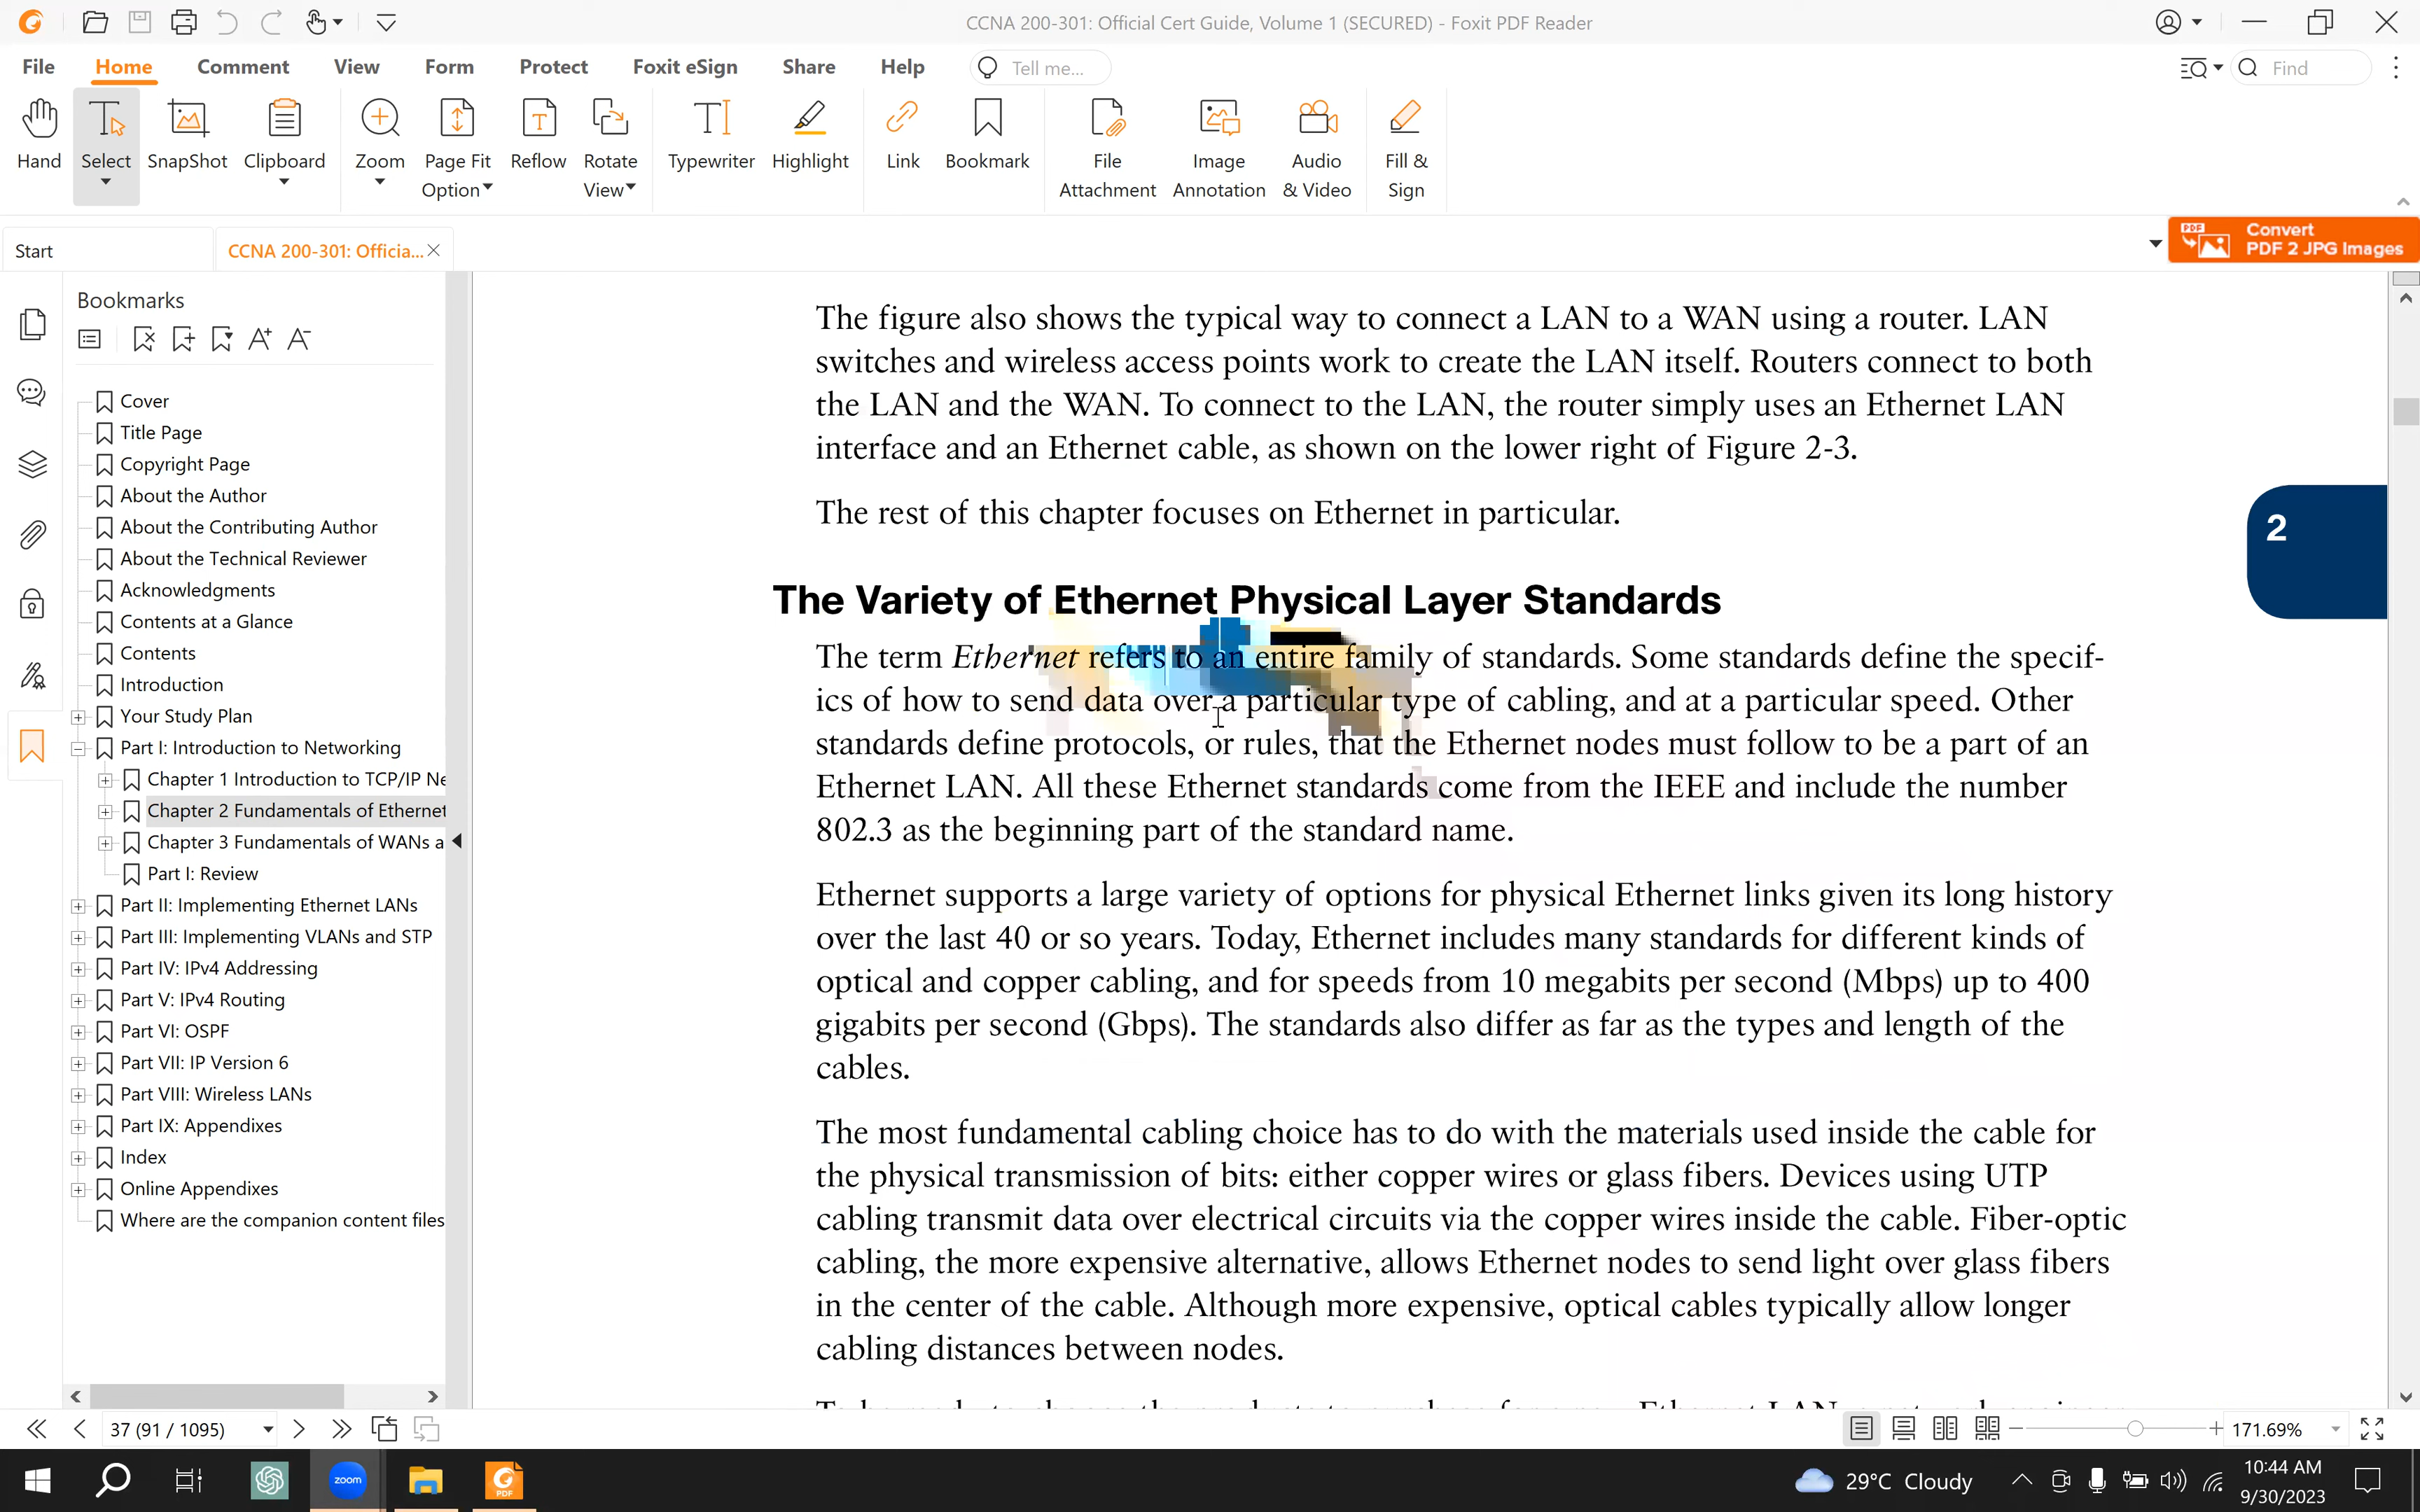 CCNA 200-301: Official Cert Guide, Volume 1 (SECURED) - Foxit PDF Reader
File Home Comment View Form Protect Foxit eSign Share Help Tell me... Find
Hand Select SnapShot Clipboard Zoom Page Fit Option Reflow Rotate View Typewriter Highlight Link Bookmark File Attachment Image Annotation Audio & Video Fill & Sign
Start CCNA 200-301: Officia...
PDF Convert
PDF 2 JPG Images
Bookmarks
Cover
Title Page
Copyright Page
About the Author
About the Contributing Author
About the Technical Reviewer
Acknowledgments
Contents at a Glance
Contents
Introduction
Your Study Plan
Part I: Introduction to Networking
Chapter 1 Introduction to TCP/IP Ne
Chapter 2 Fundamentals of Ethernet
Chapter 3 Fundamentals of WANs a
Part I: Review
Part II: Implementing Ethernet LANs
Part III: Implementing VLANs and STP
Part IV: IPv4 Addressing
Part V: IPv4 Routing
Part VI: OSPF
Part VII: IP Version 6
Part VIII: Wireless LANs
Part IX: Appendixes
Index
Online Appendixes
Where are the companion content files
The figure also shows the typical way to connect a LAN to a WAN using a router. LAN
switches and wireless access points work to create the LAN itself. Routers connect to both
the LAN and the WAN. To connect to the LAN, the router simply uses an Ethernet LAN
interface and an Ethernet cable, as shown on the lower right of Figure 2-3.
The rest of this chapter focuses on Ethernet in particular.
2
The Variety of Ethernet Physical Layer Standards
The term Ethernet refers to an entire family of standards. Some standards define the specif-
ics of how to send data over a particular type of cabling, and at a particular speed. Other
standards define protocols, or rules, that the Ethernet nodes must follow to be a part of an
Ethernet LAN. All these Ethernet standards come from the IEEE and include the number
802.3 as the beginning part of the standard name.
Ethernet supports a large variety of options for physical Ethernet links given its long history
over the last 40 or so years. Today, Ethernet includes many standards for different kinds of
optical and copper cabling, and for speeds from 10 megabits per second (Mbps) up to 400
gigabits per second (Gbps). The standards also differ as far as the types and length of the
cables.
The most fundamental cabling choice has to do with the materials used inside the cable for
the physical transmission of bits: either copper wires or glass fibers. Devices using UTP
cabling transmit data over electrical circuits via the copper wires inside the cable. Fiber-optic
cabling, the more expensive alternative, allows Ethernet nodes to send light over glass fibers
in the center of the cable. Although more expensive, optical cables typically allow longer
cabling distances between nodes.
37 (91 / 1095) 171.69%
zoom PDF 29°C Cloudy 10:44 AM
9/30/2023